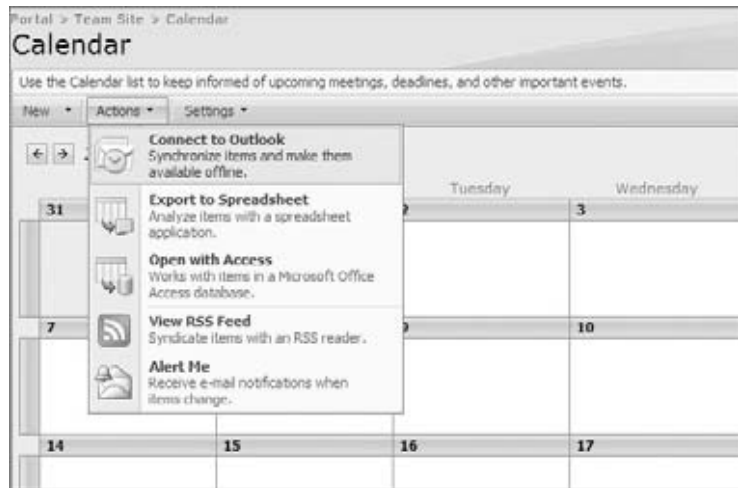 Portal > Team Site > Calendar
Calendar
Use the Calendar list to keep informed of upcoming meetings, deadlines, and other important events.
New Actions Settings
Connect to Outlook
Synchronize items and make them
available offline.
Tuesday Wednesday
Export to Spreadsheet
31 2 3
Analyze items with a spreadsheet
application.
Open with Access
Works with items in a Microsoft Office
Access database.
View RSS Feed
7 9 10
Syndicate items with an RSS reader.
Alert Me
Receive e-mail notifications when
items change.
14 15 16 17